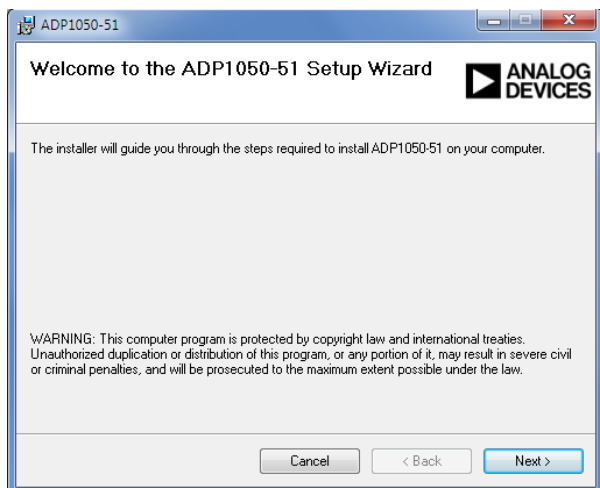 ADP1050-51
Welcome to the ADP1050-51 Setup Wizard
ANALOG
DEVICES
The installer will guide you through the steps required to install ADP1050-51 on your computer.
WARNING: This computer program is protected by copyright law and international treaties.
Unauthorized duplication or distribution of this program, or any portion of it, may result in severe civil
or criminal penalties, and will be prosecuted to the maximum extent possible under the law.
Cancel
< Back
Next >